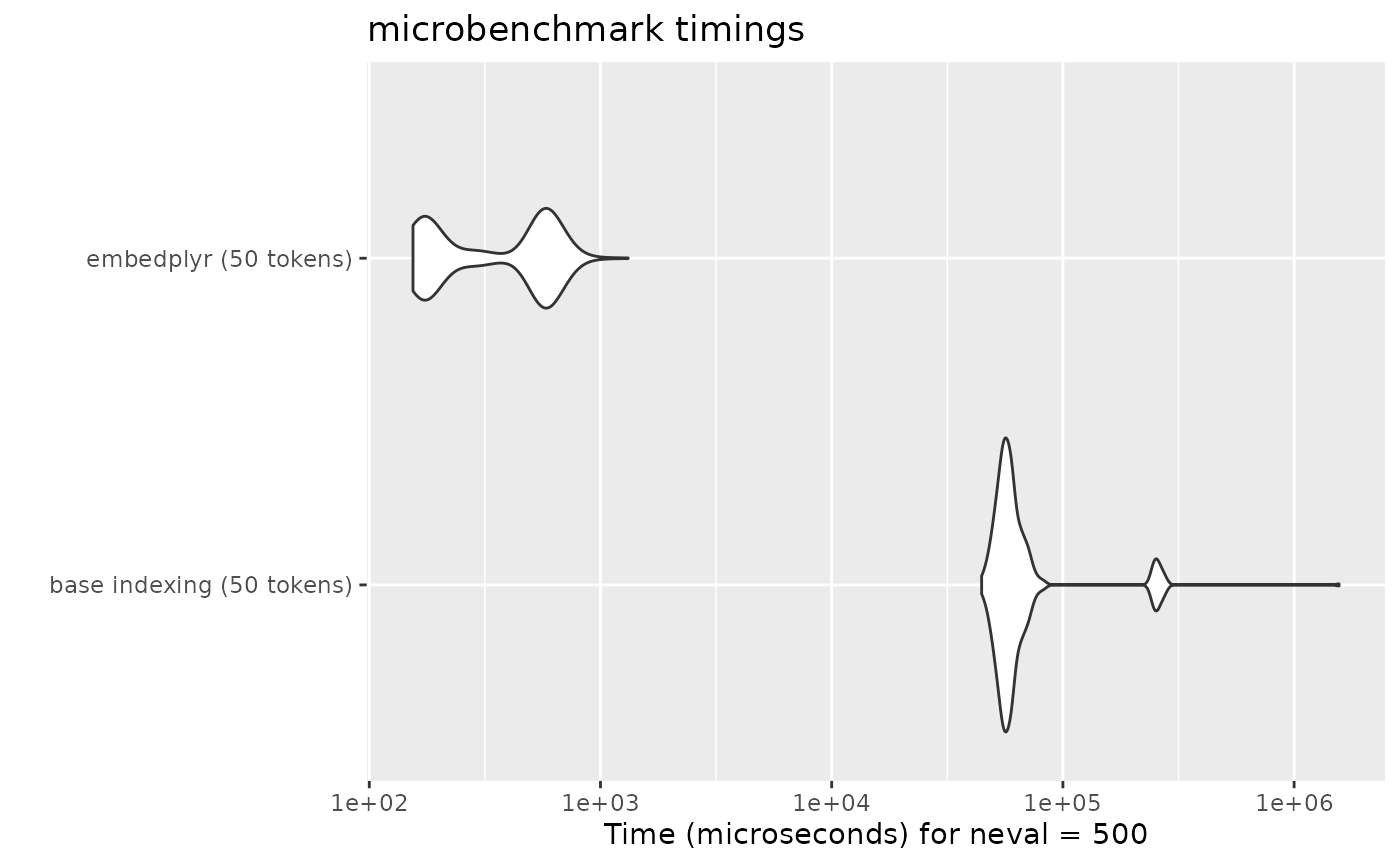 microbenchmark timings
embedplyr (50 tokens)
base indexing (50 tokens)
1e+02 1e+03 1e+04 1e+05 1e+06
Time (microseconds) for neval = 500